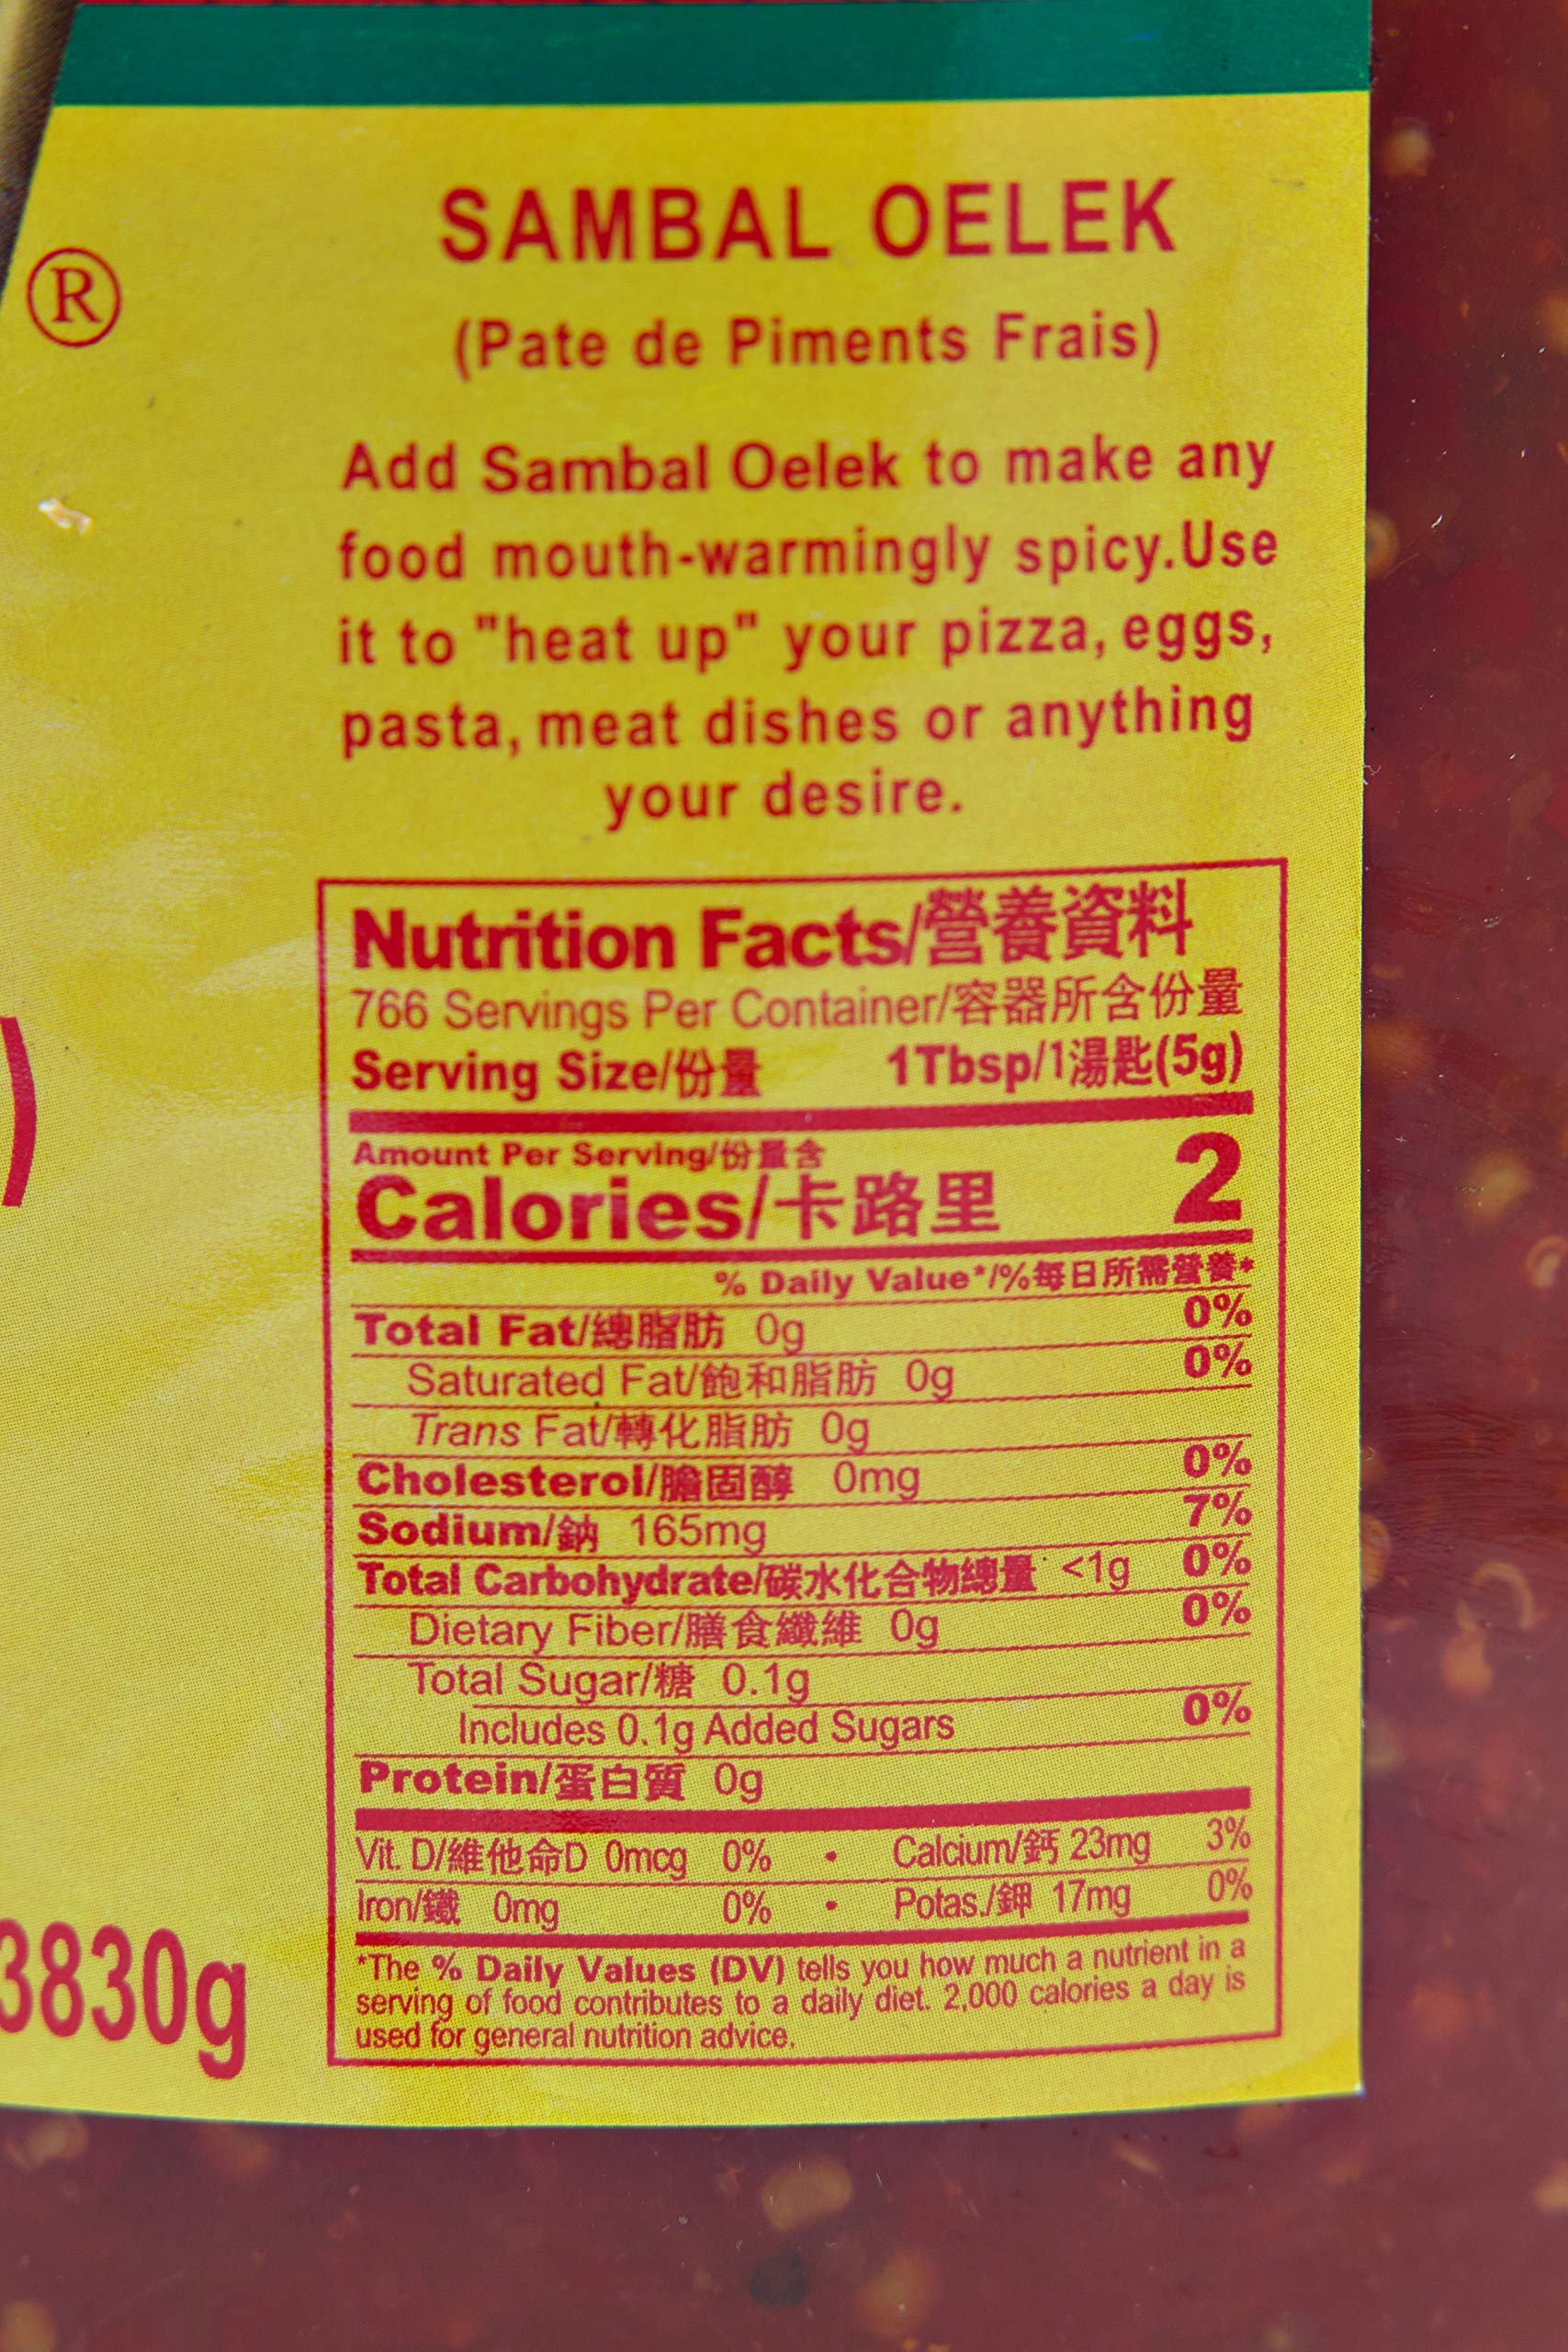 SAMBAL OELEK
®
(Pate de Piments Frais)
Add Sambal Oelek to make any
food mouth-warmingly spicy.Use
it to "heat up" your pizza, eggs,
pasta, meat dishes or anything
your desire.
Nutrition Facts/營養資料
766 Servings Per Container/容器所含份量
Serving Size/份量 1Tbsp/1湯匙(5g)
)
Amount Per Serving/份量含
Calories/卡路里 2
% Daily Value*/%每日所需營養*
Total Fat/總脂肪 0g 0%
Saturated Fat/飽和脂肪 0g 0%
Trans Fat/轉化脂肪 0g
Cholesterol/膽固醇 0mg 0%
Sodium/鈉 165mg 7%
Total Carbohydrate/碳水化合物總量 <1g 0%
Dietary Fiber/膳食纖維 0g 0%
Total Sugar/糖 0.1g
Includes 0.1g Added Sugars 0%
Protein/蛋白質 0g
Vit. D/維他命D 0mcg 0% • Calcium/鈣 23mg 3%
Iron/鐵 0mg 0% • Potas./鉀 17mg 0%
*The % Daily Values (DV) tells you how much a nutrient in a
serving of food contributes to a daily diet. 2,000 calories a day is
used for general nutrition advice.
3830g